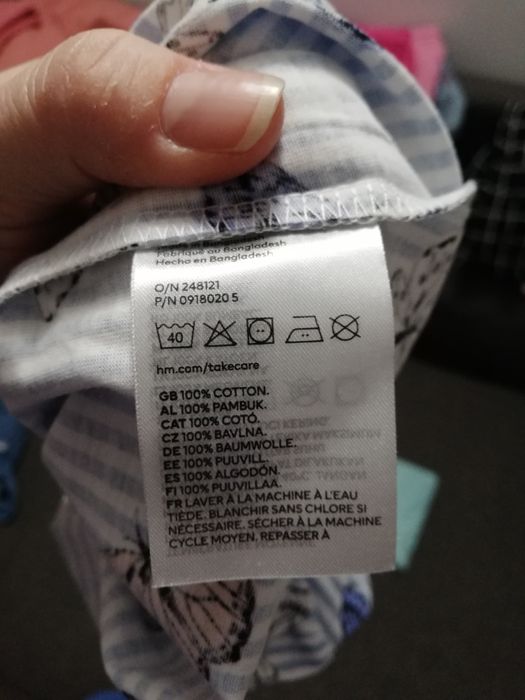 Fabriqué au Bangladesh
Hecho en Bangladesh
O/N 248121
P/N 0918020 5
40
hm.com/takecare
GB 100% COTTON.
AL 100% PAMBUK.
CAT 100% COTÓ.
CZ 100% BAVLNA.
DE 100% BAUMWOLLE.
EE 100% PUUVILL.
ES 100% ALGODÓN.
FI 100% PUUVILLAA.
FR LAVER À LA MACHINE À L'EAU
TIÈDE. BLANCHIR SANS CHLORE SI
NÉCESSAIRE. SÉCHER À LA MACHINE
CYCLE MOYEN. REPASSER À